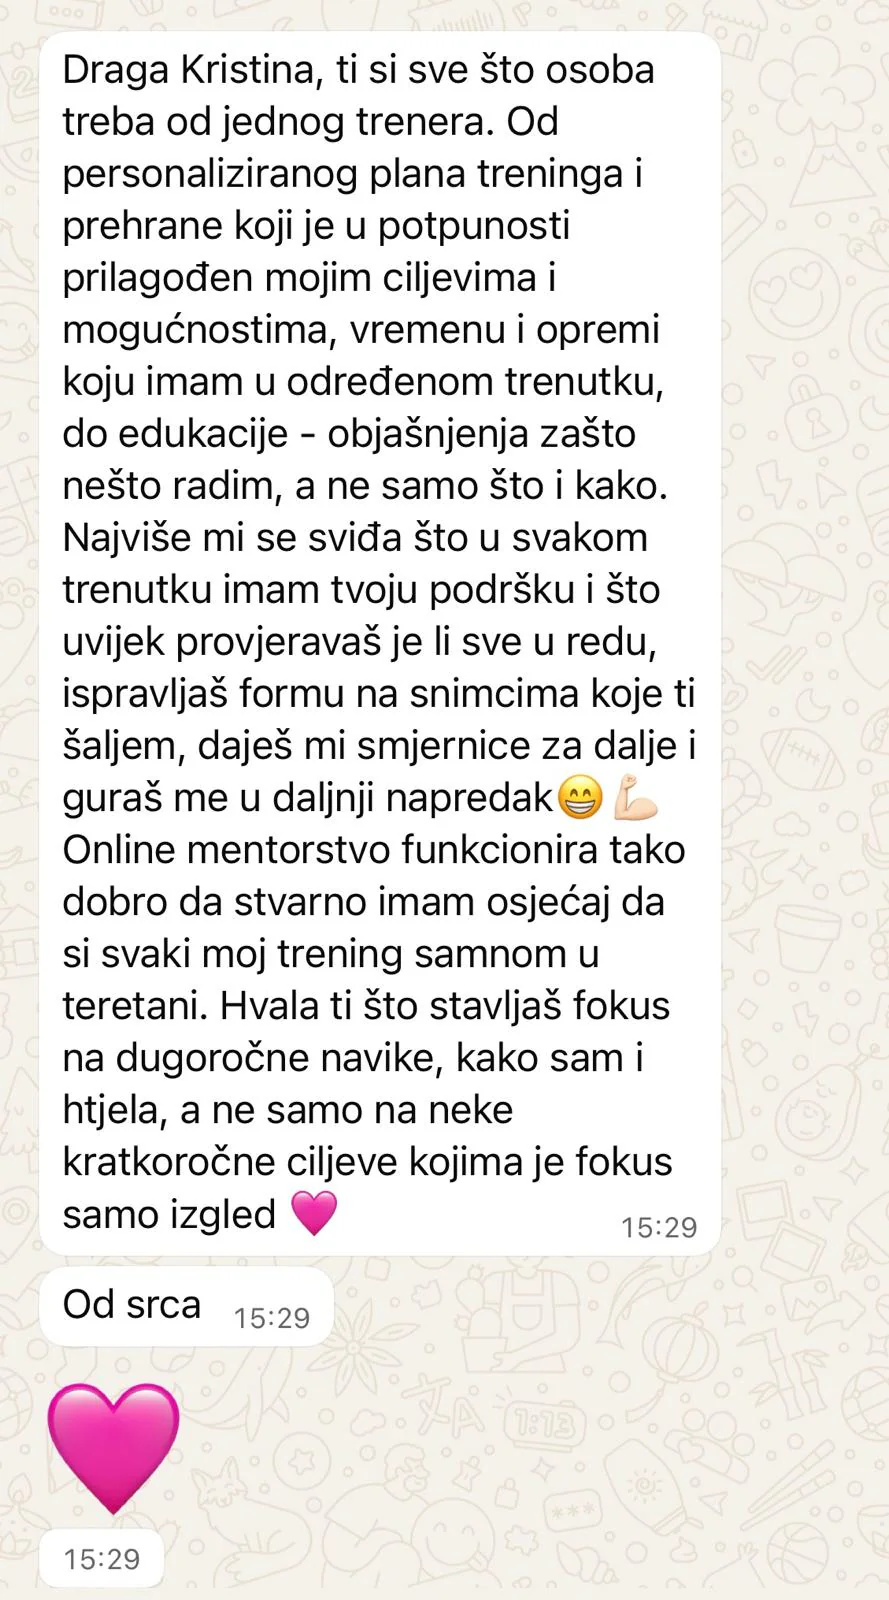 Draga Kristina, ti si sve što osoba
treba od jednog trenera. Od
personaliziranog plana treninga i
prehrane koji je u potpunosti
prilagođen mojim ciljevima i
mogućnostima, vremenu i opremi
koju imam u određenom trenutku,
do edukacije - objašnjenja zašto
nešto radim, a ne samo što i kako.
Najviše mi se sviđa što u svakom
trenutku imam tvoju podršku i što
uvijek provjeravaš je li sve u redu,
ispravljaš formu na snimcima koje ti
šaljem, daješ mi smjernice za dalje i
guraš me u daljnji napredak😁💪🏻
Online mentorstvo funkcionira tako
dobro da stvarno imam osjećaj da
si svaki moj trening samnom u
teretani. Hvala ti što stavljaš fokus
na dugoročne navike, kako sam i
htjela, a ne samo na neke
kratkoročne ciljeve kojima je fokus
samo izgled 🩷
15:29
Od srca 15:29
🩷
15:29